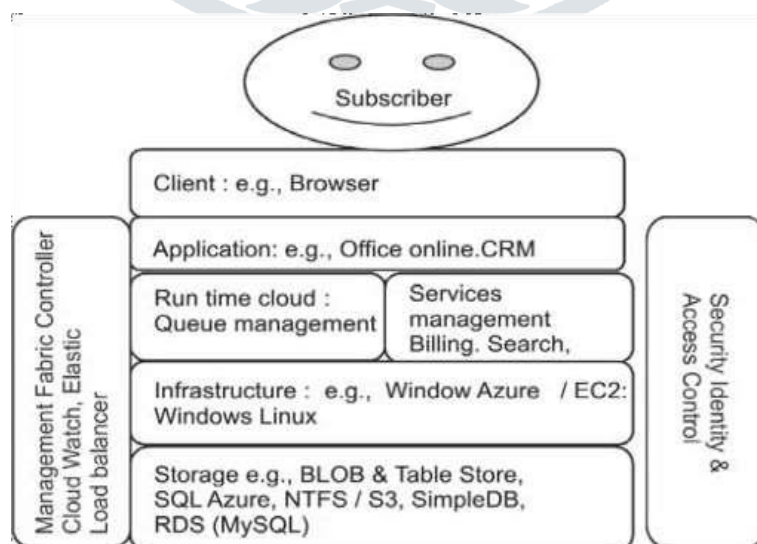 Subscriber
Client : e.g., Browser
Application: e.g., Office online.CRM
Run time cloud :
Queue management
Services
management
Billing. Search,
Infrastructure : e.g., Window Azure / EC2:
Windows Linux
Storage e.g., BLOB & Table Store,
SQL Azure, NTFS / S3, SimpleDB,
RDS (MySQL)
Management Fabric Controller
Cloud Watch, Elastic
Load balancer
Security Identity &
Access Control